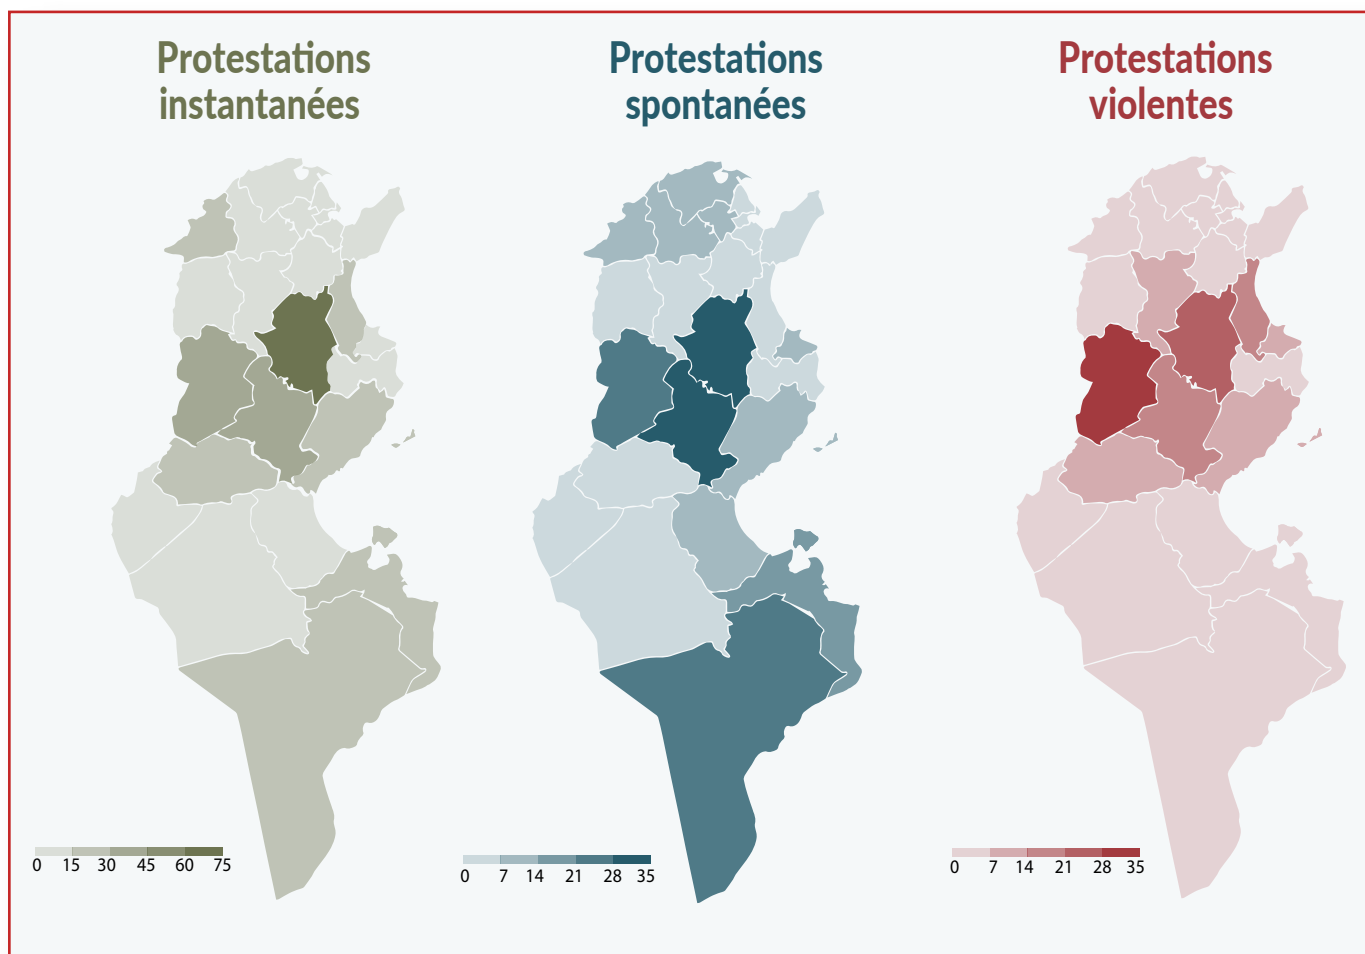 Protestations
instantanées
Protestations
spontanées
Protestations
violentes
0 15 30 45 60 75
0 7 14 21 28 35
0 7 14 21 28 35